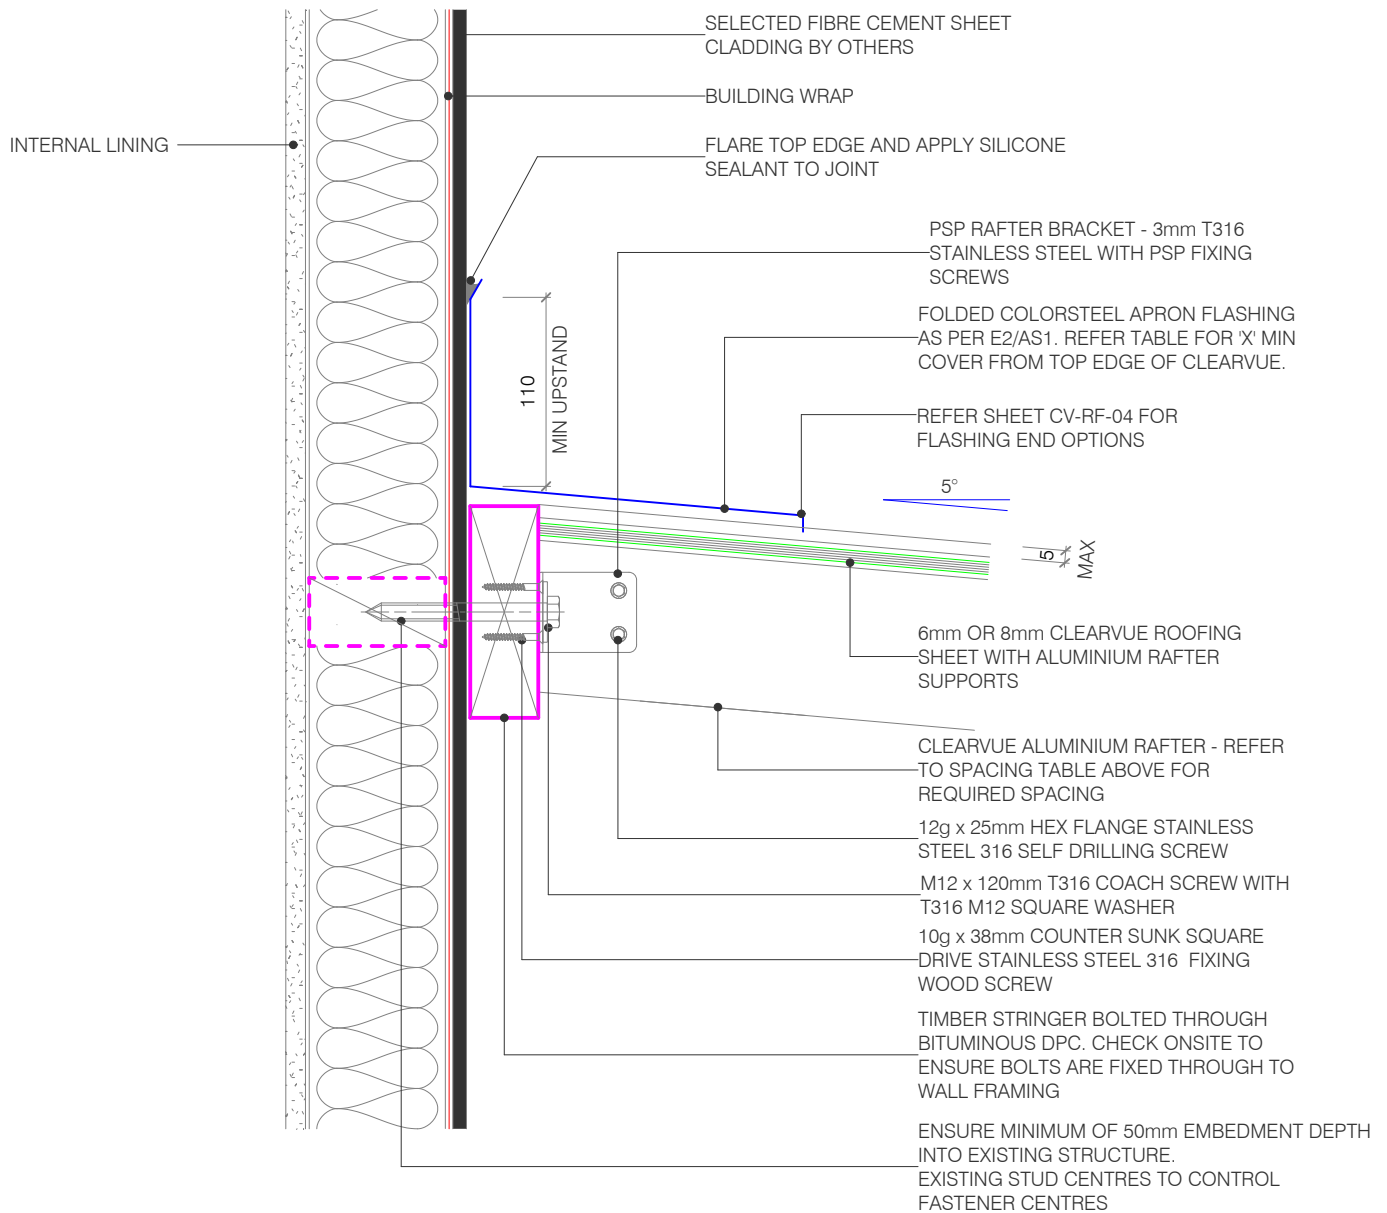 SELECTED FIBRE CEMENT SHEET
CLADDING BY OTHERS
BUILDING WRAP
INTERNAL LINING
FLARE TOP EDGE AND APPLY SILICONE
SEALANT TO JOINT
PSP RAFTER BRACKET - 3mm T316
STAINLESS STEEL WITH PSP FIXING
SCREWS
FOLDED COLORSTEEL APRON FLASHING
AS PER E2/AS1. REFER TABLE FOR 'X' MIN
COVER FROM TOP EDGE OF CLEARVUE.
110
MIN UPSTAND
REFER SHEET CV-RF-04 FOR
FLASHING END OPTIONS
5°
5
MAX
6mm OR 8mm CLEARVUE ROOFING
SHEET WITH ALUMINIUM RAFTER
SUPPORTS
CLEARVUE ALUMINIUM RAFTER - REFER
TO SPACING TABLE ABOVE FOR
REQUIRED SPACING
12g x 25mm HEX FLANGE STAINLESS
STEEL 316 SELF DRILLING SCREW
M12 x 120mm T316 COACH SCREW WITH
T316 M12 SQUARE WASHER
10g x 38mm COUNTER SUNK SQUARE
DRIVE STAINLESS STEEL 316  FIXING
WOOD SCREW
TIMBER STRINGER BOLTED THROUGH
BITUMINOUS DPC. CHECK ONSITE TO
ENSURE BOLTS ARE FIXED THROUGH TO
WALL FRAMING
ENSURE MINIMUM OF 50mm EMBEDMENT DEPTH
INTO EXISTING STRUCTURE.
EXISTING STUD CENTRES TO CONTROL
FASTENER CENTRES